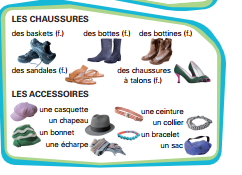 LES CHAUSSURES
des baskets (f.) des bottes (f.) des bottines (f.)
des sandales (f.) des chaussures
à talons (f.)
LES ACCESSOIRES
une casquette une ceinture
un chapeau un collier
un bonnet un bracelet
une écharpe un sac